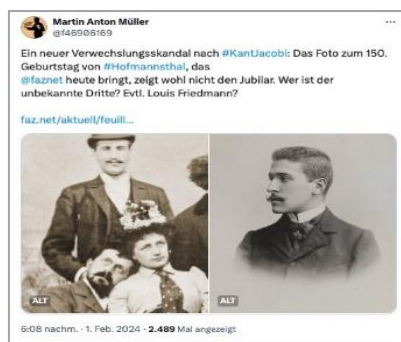 Martin Anton Müller
@f46906169
Ein neuer Verwechslungsskandal nach #KantJacobi: Das Foto zum 150.
Geburtstag von #Hofmannsthal, das
@faznet heute bringt, zeigt wohl nicht den Jubilar. Wer ist der
unbekannte Dritte? Evtl. Louis Friedmann?
faz.net/aktuell/feuill...
ALT
ALT
6:08 nachm. · 1. Feb. 2024 · 2.489 Mal angezeigt